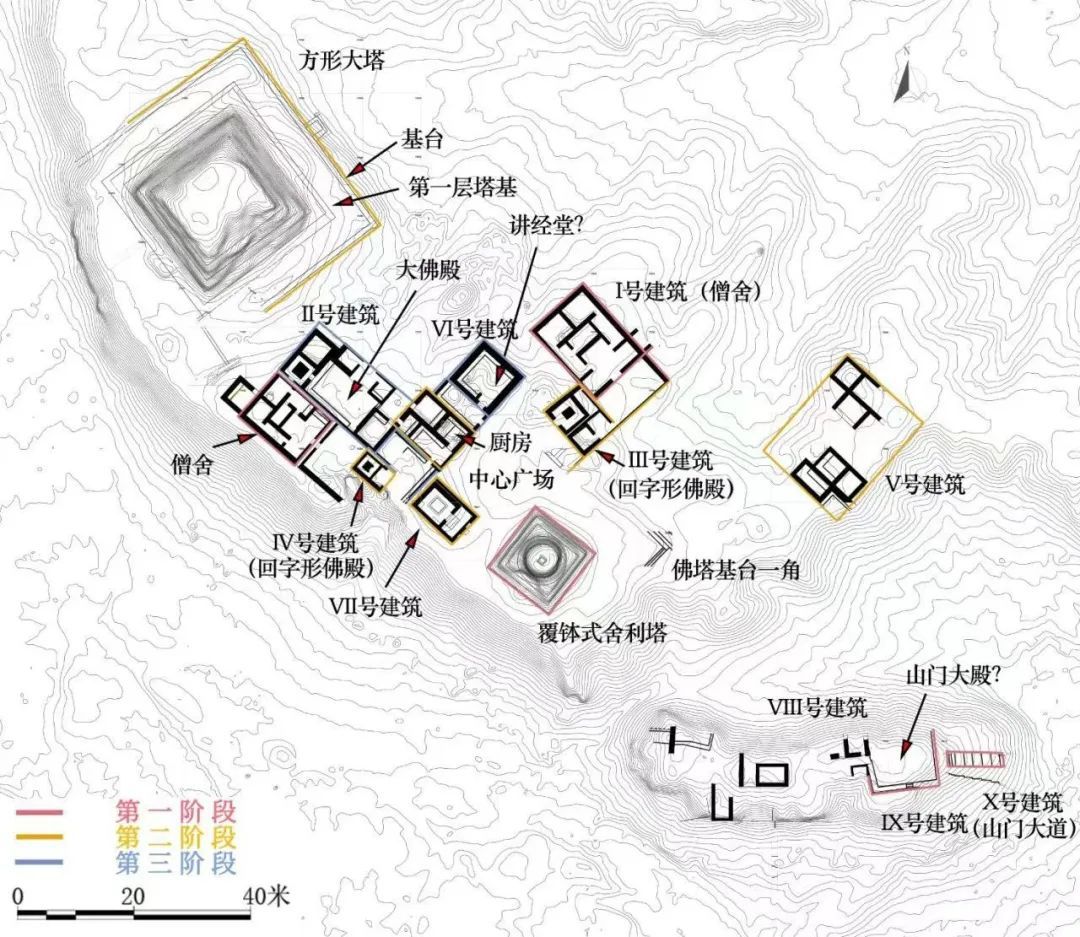 方形大塔
N
基台
第一层塔基
讲经堂?
大佛殿
I号建筑（僧舍）
II号建筑
VI号建筑
厨房
僧舍
III号建筑
(回字形佛殿)
中心广场
V号建筑
IV号建筑
(回字形佛殿)
佛塔基台一角
VII号建筑
覆钵式舍利塔
山门大殿?
VIII号建筑
X号建筑
(山门大道)
IX号建筑
第一阶段
第二阶段
第三阶段
0 20 40米